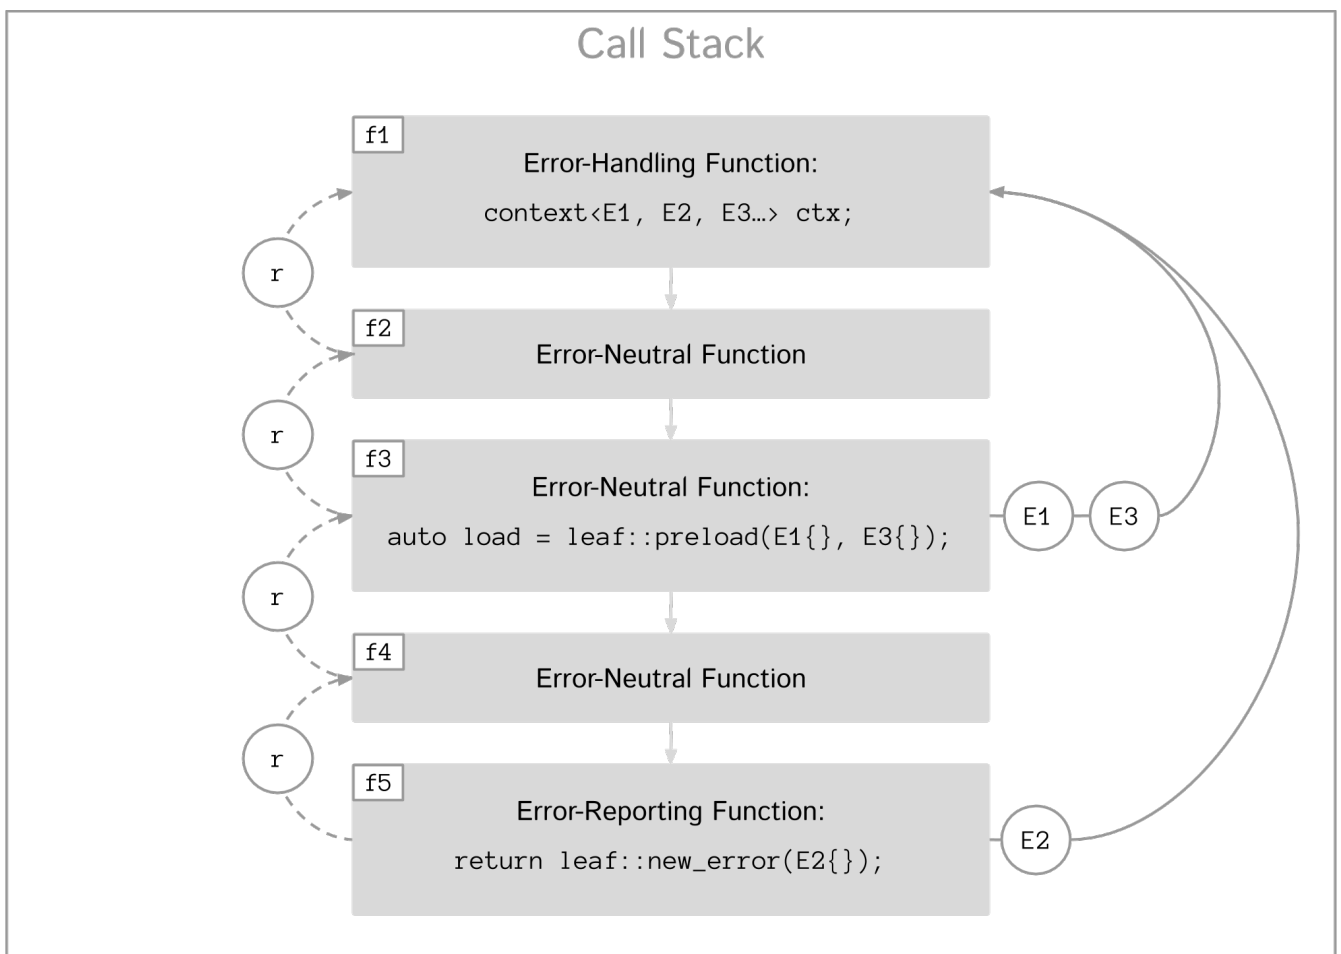 Call Stack
f1
Error-Handling Function:
context<E1, E2, E3…> ctx;
r
f2
Error-Neutral Function
r
f3
Error-Neutral Function:
auto load = leaf::preload(E1{}, E3{});
E1
E3
r
f4
Error-Neutral Function
r
f5
Error-Reporting Function:
return leaf::new_error(E2{});
E2